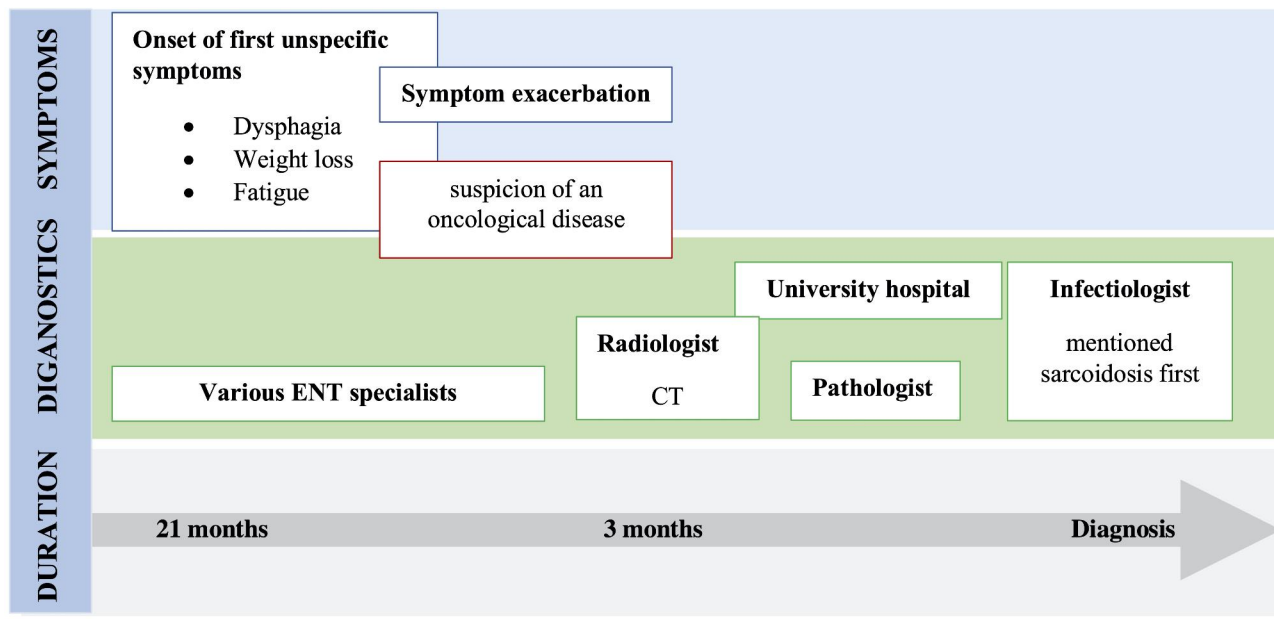 SYMPTOMS
Onset of first unspecific
symptoms
• Dysphagia
• Weight loss
• Fatigue
Symptom exacerbation
suspicion of an
oncological disease
DIGANOSTICS
Various ENT specialists
Radiologist
CT
University hospital
Pathologist
Infectiologist
mentioned
sarcoidosis first
DURATION
21 months
3 months
Diagnosis